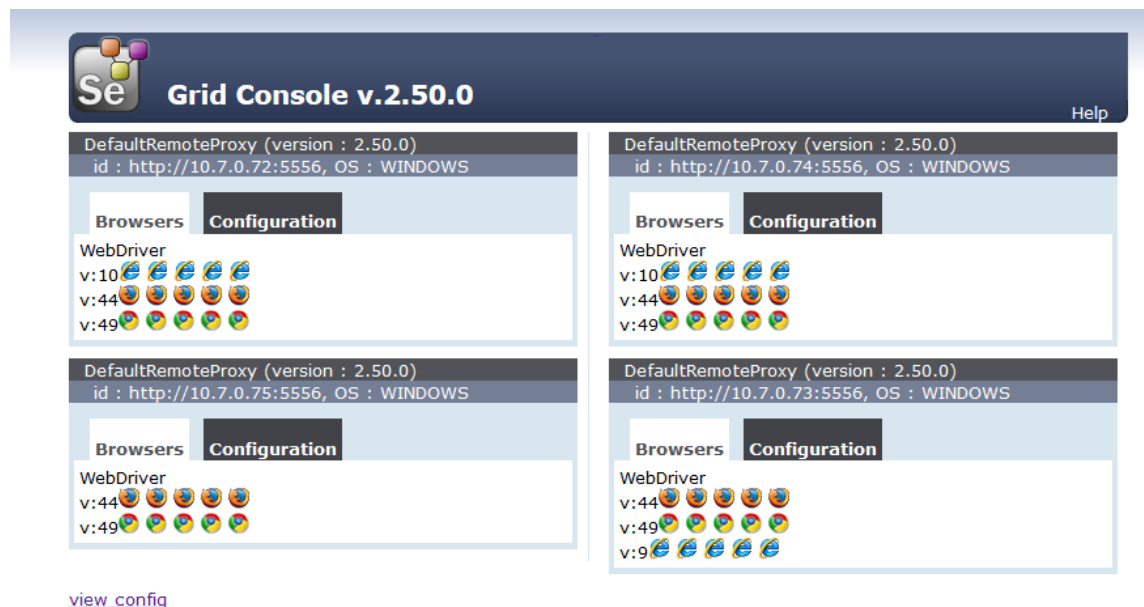 Se
Grid Console v.2.50.0
Help
DefaultRemoteProxy (version : 2.50.0)
id : http://10.7.0.72:5556, OS : WINDOWS
Browsers Configuration
WebDriver
v:10
v:44
v:49
DefaultRemoteProxy (version : 2.50.0)
id : http://10.7.0.74:5556, OS : WINDOWS
Browsers Configuration
WebDriver
v:10
v:44
v:49
DefaultRemoteProxy (version : 2.50.0)
id : http://10.7.0.75:5556, OS : WINDOWS
Browsers Configuration
WebDriver
v:44
v:49
DefaultRemoteProxy (version : 2.50.0)
id : http://10.7.0.73:5556, OS : WINDOWS
Browsers Configuration
WebDriver
v:44
v:49
v:9
view config